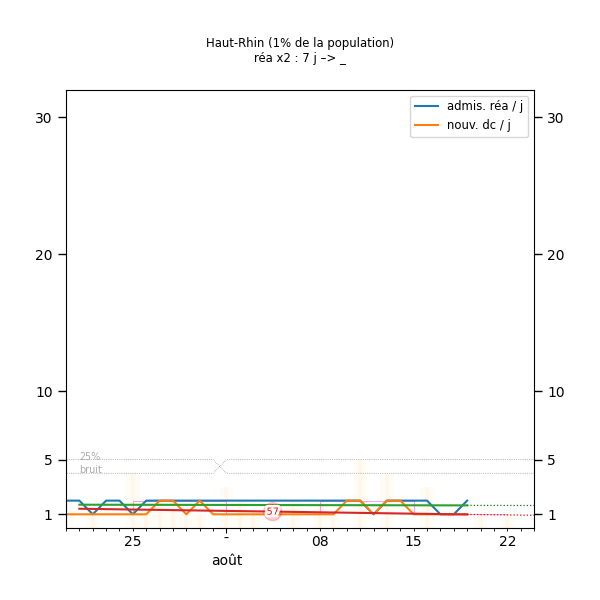 Haut-Rhin (1% de la population)
réa x2 : 7 j –> _
admis. réa / j
nouv. dc / j
30
30
20
20
10
10
25%
bruit
5
5
57
1
1
25
-
08
15
22
août